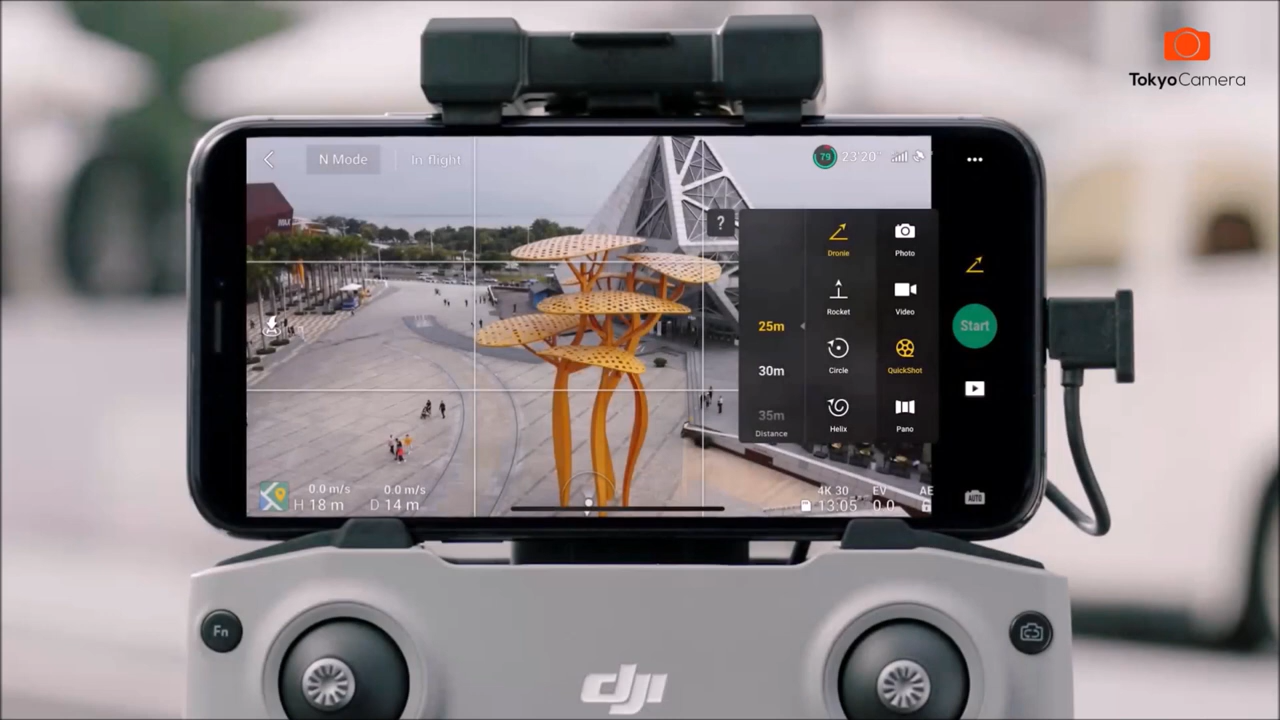 TokyoCamera
N Mode
In-flight
79
23'20"
?
Dronie
Photo
Rocket
Video
25m
Start
30m
Circle
QuickShot
35m
Distance
Helix
Pano
0.0 m/s
0.0 m/s
H 18 m
D 14 m
4K 30
EV
AE
13:05
0.0
AUTO
Fn
dji